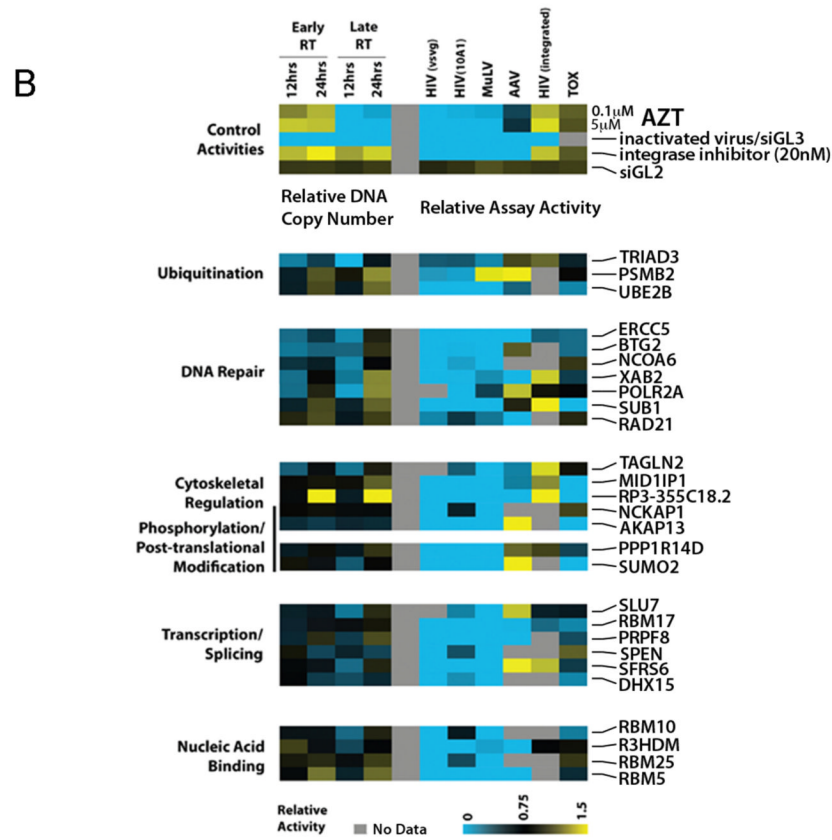 B
Early RT
Late RT
12hrs
24hrs
12hrs
24hrs
HIV (vsvg)
HIV(10A1)
MuLV
AAV
HIV (integrated)
TOX
Control Activities
0.1μM
5μM
AZT
inactivated virus/siGL3
integrase inhibitor (20nM)
siGL2
Relative DNA Copy Number
Relative Assay Activity
Ubiquitination
TRIAD3
PSMB2
UBE2B
DNA Repair
ERCC5
BTG2
NCOA6
XAB2
POLR2A
SUB1
RAD21
Cytoskeletal Regulation
Phosphorylation/
Post-translational
Modification
TAGLN2
MID1IP1
RP3-355C18.2
NCKAP1
AKAP13
PPP1R14D
SUMO2
Transcription/
Splicing
SLU7
RBM17
PRPF8
SPEN
SFRS6
DHX15
Nucleic Acid Binding
RBM10
R3HDM
RBM25
RBM5
Relative Activity
No Data
0
0.75
1.5